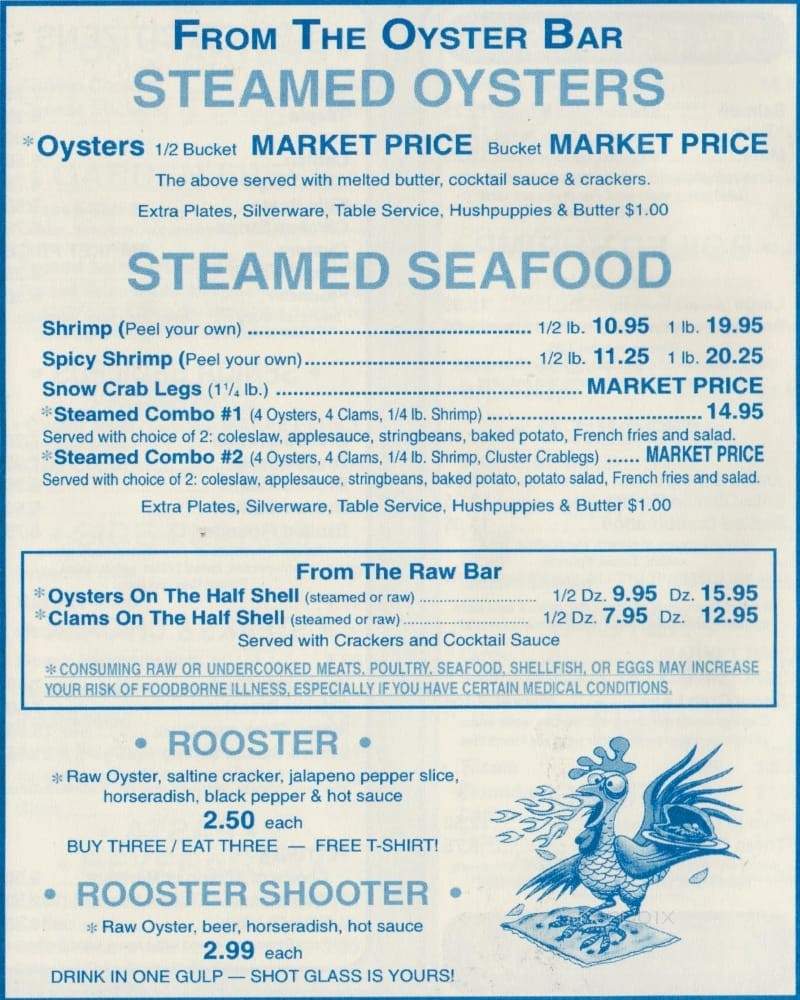 FROM THE OYSTER BAR
STEAMED OYSTERS
*Oysters 1/2 Bucket MARKET PRICE Bucket MARKET PRICE
The above served with melted butter, cocktail sauce & crackers.
Extra Plates, Silverware, Table Service, Hushpuppies & Butter $1.00
STEAMED SEAFOOD
Shrimp (Peel your own) ........................................ 1/2 lb. 10.95 1 lb. 19.95
Spicy Shrimp (Peel your own)................................ 1/2 lb. 11.25 1 lb. 20.25
Snow Crab Legs (1 1/4 lb.) ............................................ MARKET PRICE
*Steamed Combo #1 (4 Oysters, 4 Clams, 1/4 lb. Shrimp) .................................. 14.95
Served with choice of 2: coleslaw, applesauce, stringbeans, baked potato, French fries and salad.
*Steamed Combo #2 (4 Oysters, 4 Clams, 1/4 lb. Shrimp, Cluster Crablegs) ...... MARKET PRICE
Served with choice of 2: coleslaw, applesauce, stringbeans, baked potato, potato salad, French fries and salad.
Extra Plates, Silverware, Table Service, Hushpuppies & Butter $1.00
From The Raw Bar
*Oysters On The Half Shell (steamed or raw) .......................... 1/2 Dz. 9.95 Dz. 15.95
*Clams On The Half Shell (steamed or raw) ............................ 1/2 Dz. 7.95 Dz. 12.95
Served with Crackers and Cocktail Sauce
* CONSUMING RAW OR UNDERCOOKED MEATS, POULTRY, SEAFOOD, SHELLFISH, OR EGGS MAY INCREASE
YOUR RISK OF FOODBORNE ILLNESS, ESPECIALLY IF YOU HAVE CERTAIN MEDICAL CONDITIONS.
• ROOSTER •
* Raw Oyster, saltine cracker, jalapeno pepper slice,
horseradish, black pepper & hot sauce
2.50 each
BUY THREE / EAT THREE — FREE T-SHIRT!
• ROOSTER SHOOTER •
* Raw Oyster, beer, horseradish, hot sauce
2.99 each
DRINK IN ONE GULP — SHOT GLASS IS YOURS!